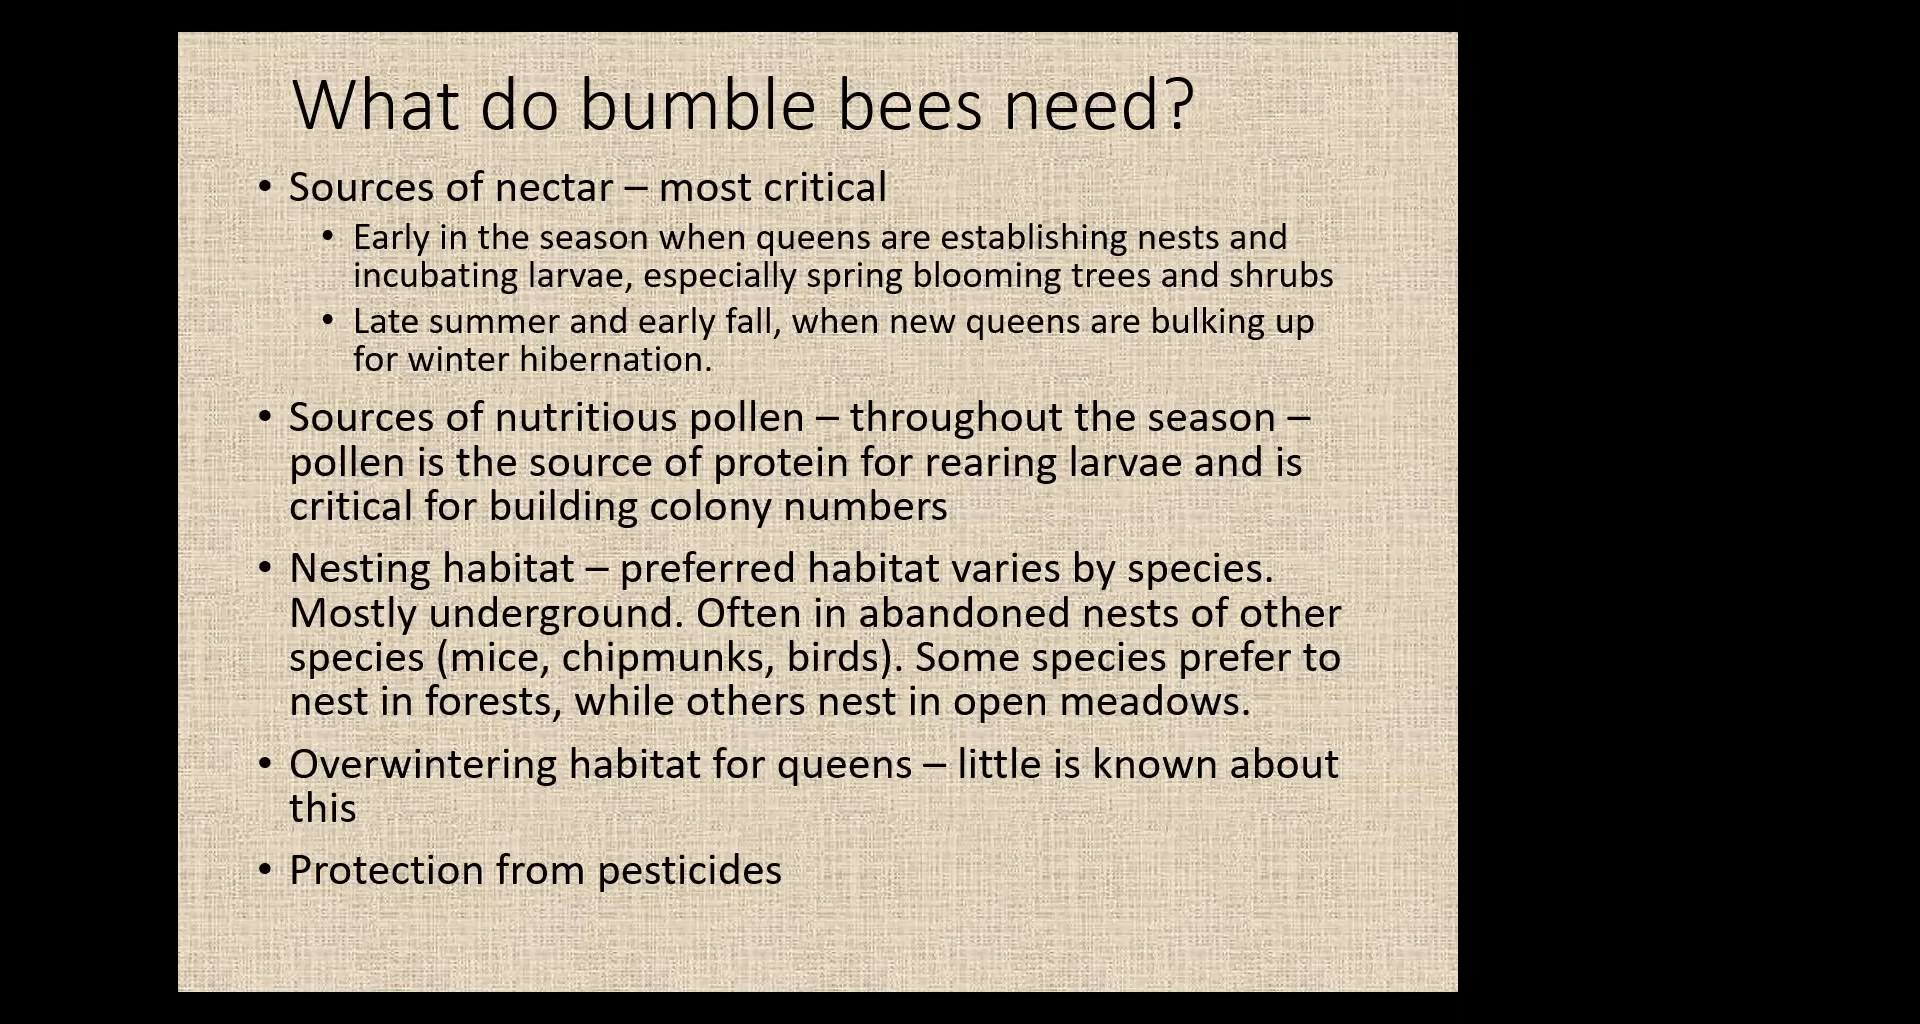 What do bumble bees need?
• Sources of nectar – most critical
• Early in the season when queens are establishing nests and
incubating larvae, especially spring blooming trees and shrubs
• Late summer and early fall, when new queens are bulking up
for winter hibernation.
• Sources of nutritious pollen – throughout the season –
pollen is the source of protein for rearing larvae and is
critical for building colony numbers
• Nesting habitat – preferred habitat varies by species.
Mostly underground. Often in abandoned nests of other
species (mice, chipmunks, birds). Some species prefer to
nest in forests, while others nest in open meadows.
• Overwintering habitat for queens – little is known about
this
• Protection from pesticides